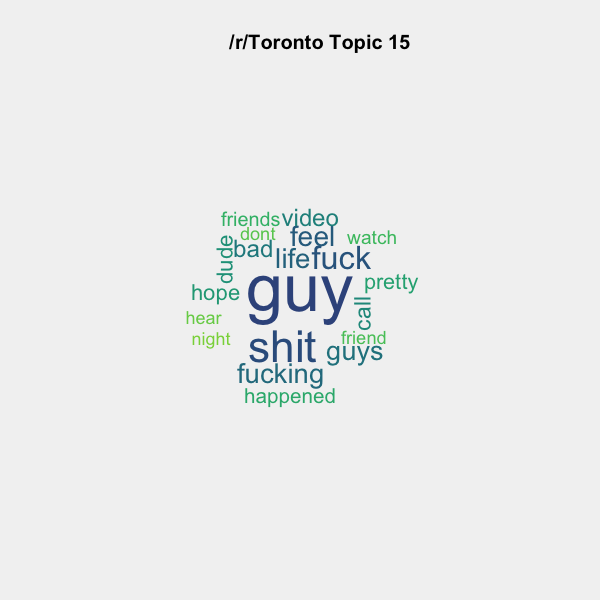 /r/Toronto Topic 15
friends video
dont feel watch
dude bad life fuck
hope guy pretty
hear call
night shit guys friend
fucking
happened